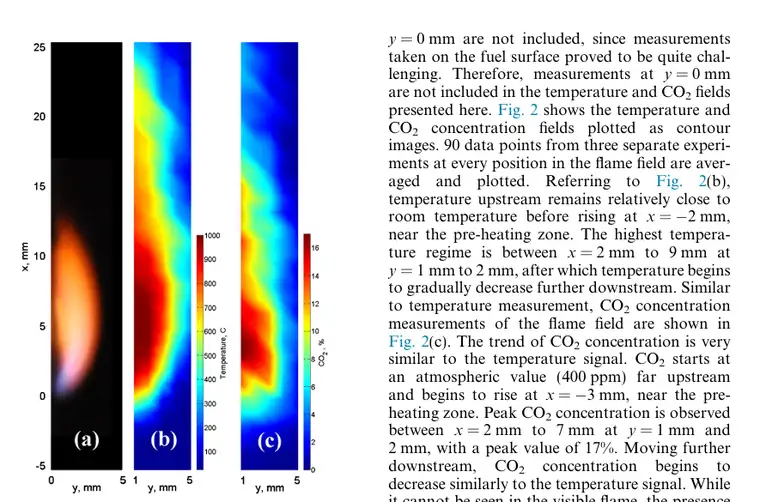 25
20
15
10
5
0
-5
x, mm
(a)
(b)
(c)
0
5
y, mm
1
5
y, mm
1
5
y, mm
1000
900
800
700
600
500
400
300
200
100
Temperature, C
16
14
12
10
8
6
4
2
0
CO2 , %
y = 0 mm are not included, since measurements
taken on the fuel surface proved to be quite chal-
lenging. Therefore, measurements at y = 0 mm
are not included in the temperature and CO2 fields
presented here. Fig. 2 shows the temperature and
CO2 concentration fields plotted as contour
images. 90 data points from three separate experi-
ments at every position in the flame field are aver-
aged and plotted. Referring to Fig. 2(b),
temperature upstream remains relatively close to
room temperature before rising at x = −2 mm,
near the pre-heating zone. The highest tempera-
ture regime is between x = 2 mm to 9 mm at
y = 1 mm to 2 mm, after which temperature begins
to gradually decrease further downstream. Similar
to temperature measurement, CO2 concentration
measurements of the flame field are shown in
Fig. 2(c). The trend of CO2 concentration is very
similar to the temperature signal. CO2 starts at
an atmospheric value (400 ppm) far upstream
and begins to rise at x = −3 mm, near the pre-
heating zone. Peak CO2 concentration is observed
between x = 2 mm to 7 mm at y = 1 mm and
2 mm, with a peak value of 17%. Moving further
downstream, CO2 concentration begins to
decrease similarly to the temperature signal. While
it cannot be seen in the visible flame, the presence